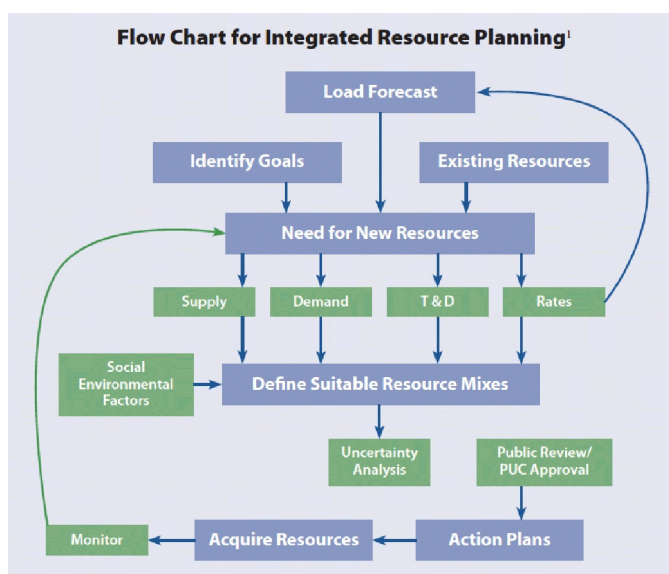 Flow Chart for Integrated Resource Planning¹
Load Forecast
Identify Goals
Existing Resources
Need for New Resources
Supply
Demand
T & D
Rates
Social
Environmental
Factors
Define Suitable Resource Mixes
Uncertainty
Analysis
Public Review/
PUC Approval
Monitor
Acquire Resources
Action Plans